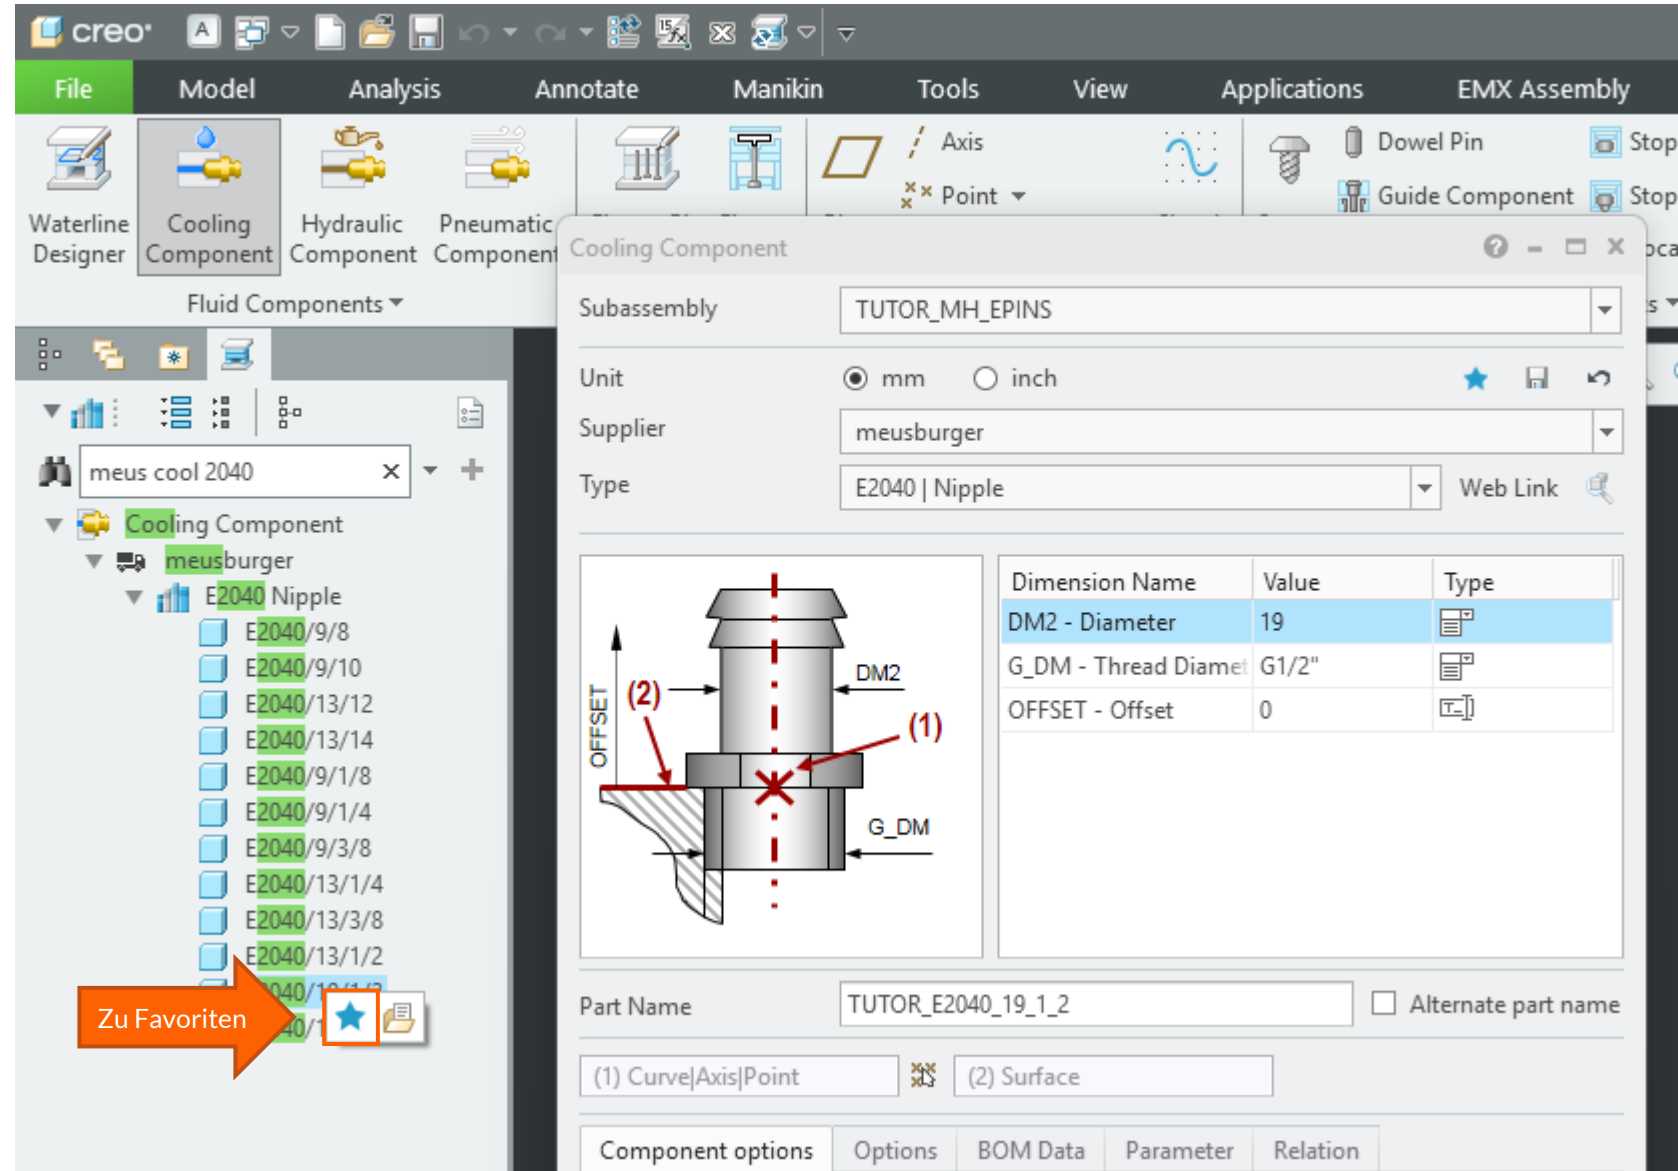 creo
A
File Model Analysis Annotate Manikin Tools View Applications EMX Assembly
Waterline Designer
Cooling Component
Hydraulic Component
Pneumatic
Axis
Point
Dowel Pin
Guide Component
Stop
Stop
Fluid Components
meus cool 2040
Cooling Component
meusburger
E2040 Nipple
E2040/9/8
E2040/9/10
E2040/13/12
E2040/13/14
E2040/9/1/8
E2040/9/1/4
E2040/9/3/8
E2040/13/1/4
E2040/13/3/8
E2040/13/1/2
Zu Favoriten
Cooling Component
Subassembly TUTOR_MH_EPINS
Unit mm inch
Supplier meusburger
Type E2040 | Nipple Web Link
OFFSET
(2)
DM2
(1)
G_DM
Dimension Name Value Type
DM2 - Diameter 19
G_DM - Thread Diamet G1/2"
OFFSET - Offset 0
Part Name TUTOR_E2040_19_1_2 Alternate part name
(1) Curve|Axis|Point (2) Surface
Component options Options BOM Data Parameter Relation